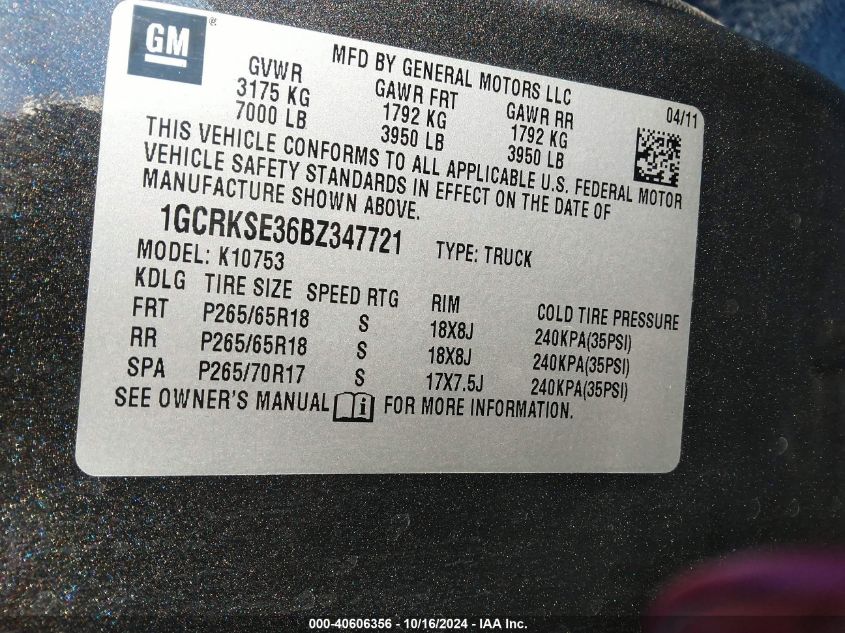 GM ®
MFD BY GENERAL MOTORS LLC
04/11
GVWR GAWR FRT GAWR RR
3175 KG 1792 KG 1792 KG
7000 LB 3950 LB 3950 LB
THIS VEHICLE CONFORMS TO ALL APPLICABLE U.S. FEDERAL MOTOR
VEHICLE SAFETY STANDARDS IN EFFECT ON THE DATE OF
MANUFACTURE SHOWN ABOVE.
1GCRKSE36BZ347721 TYPE: TRUCK
MODEL: K10753
KDLG TIRE SIZE SPEED RTG RIM COLD TIRE PRESSURE
FRT P265/65R18 S 18X8J 240KPA(35PSI)
RR P265/65R18 S 18X8J 240KPA(35PSI)
SPA P265/70R17 S 17X7.5J 240KPA(35PSI)
SEE OWNER'S MANUAL i FOR MORE INFORMATION.
000-40606356 - 10/16/2024 - IAA Inc.